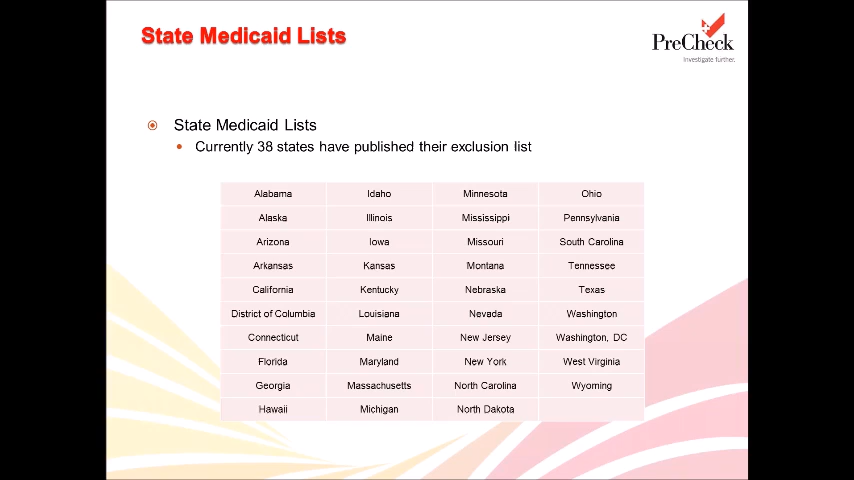 State Medicaid Lists
PreCheck
Investigate further.
State Medicaid Lists
Currently 38 states have published their exclusion list
Alabama Idaho Minnesota Ohio
Alaska Illinois Mississippi Pennsylvania
Arizona Iowa Missouri South Carolina
Arkansas Kansas Montana Tennessee
California Kentucky Nebraska Texas
District of Columbia Louisiana Nevada Washington
Connecticut Maine New Jersey Washington, DC
Florida Maryland New York West Virginia
Georgia Massachusetts North Carolina Wyoming
Hawaii Michigan North Dakota